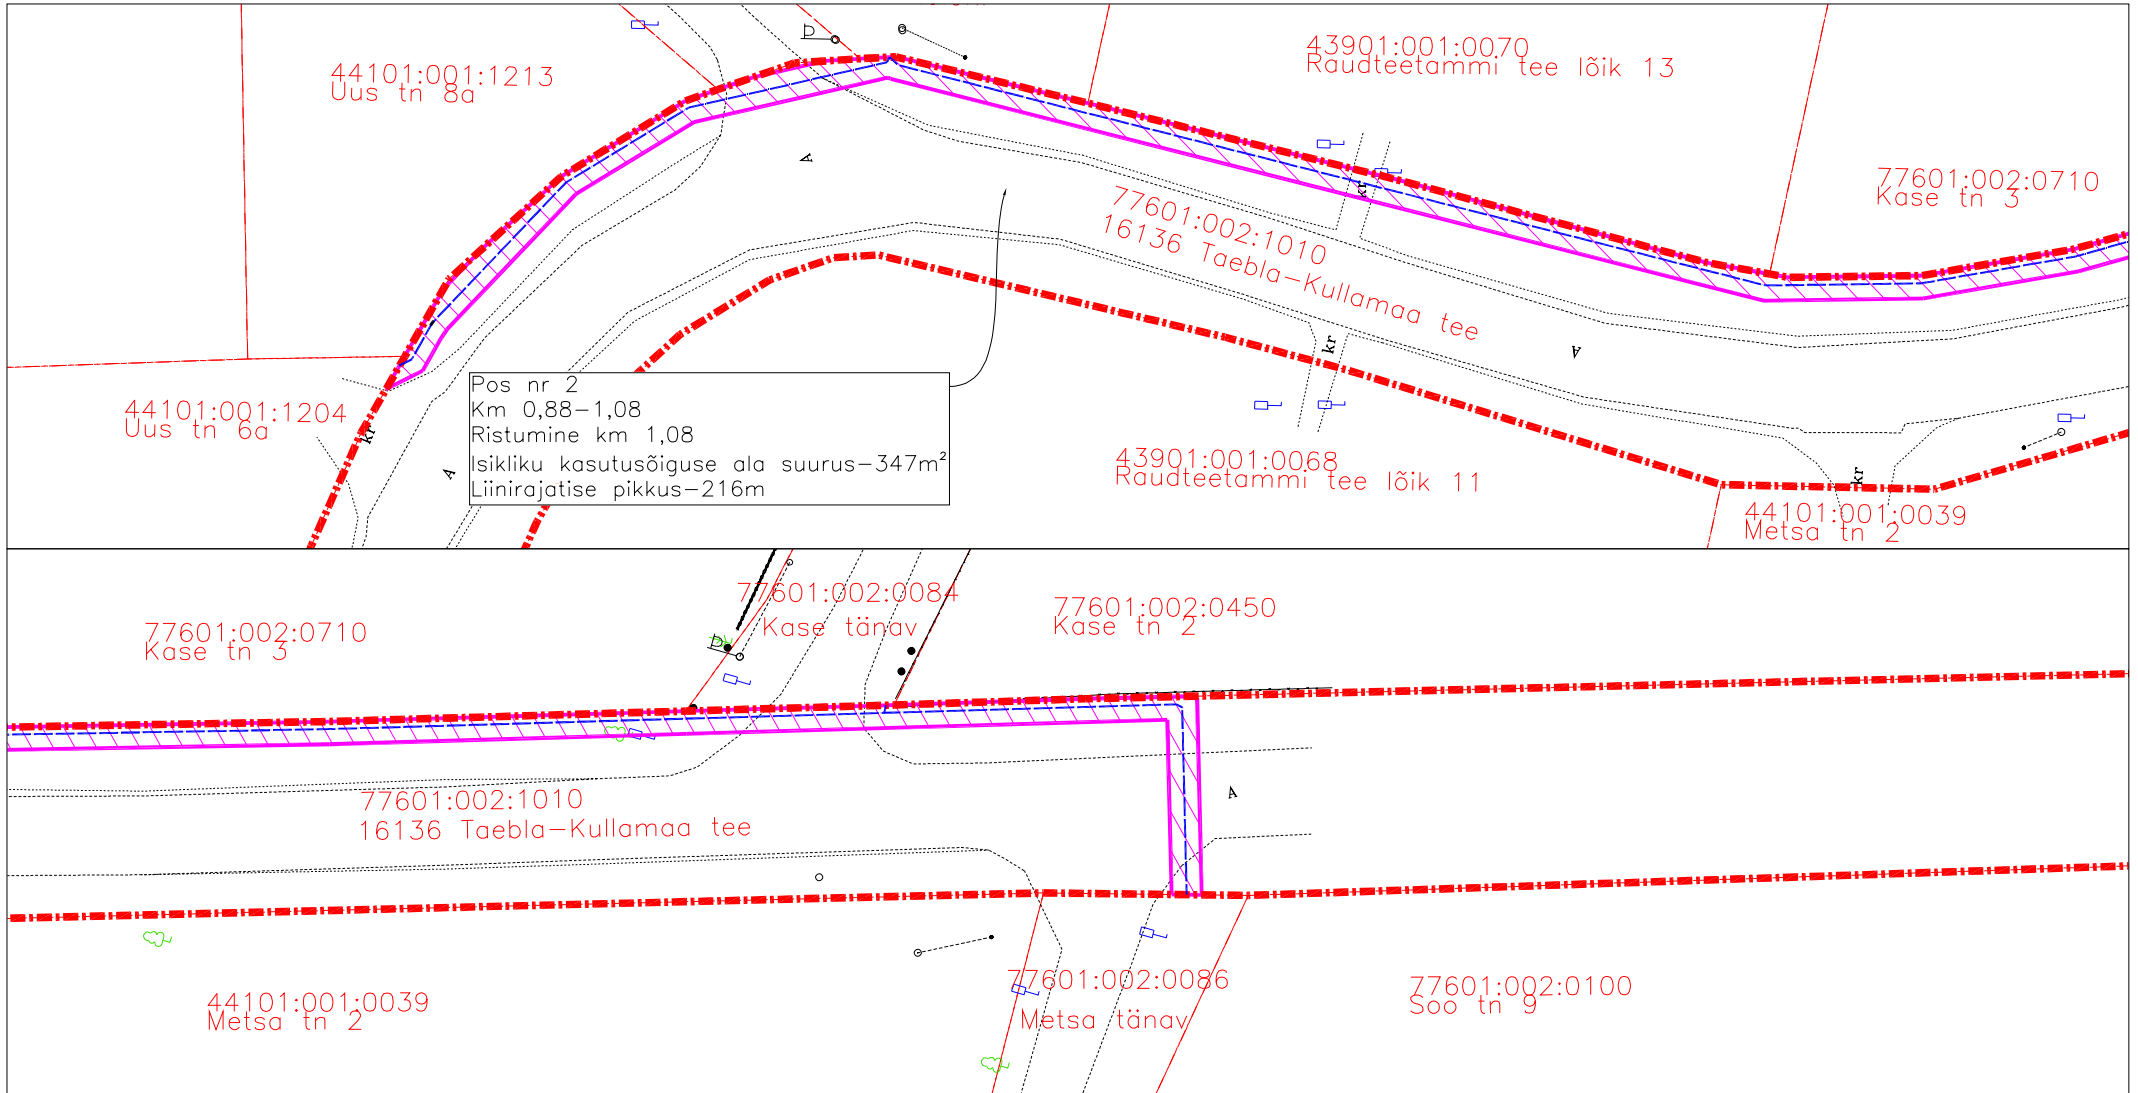 44101:001:1213
Uus tn 8a
43901:001:0070
Raudteetammi tee lõik 13
77601:002:0710
Kase tn 3
kr
A
77601:002:1010
16136 Taebla-Kullamaa tee
kr
A
44101:001:1204
Uus tn 6a
kr
A
Pos nr 2
Km 0,88-1,08
Ristumine km 1,08
Isikliku kasutusõiguse ala suurus-347m²
Liinirajatise pikkus-216m
43901:001:0068
Raudteetammi tee lõik 11
kr
44101:001:0039
Metsa tn 2
77601:002:0710
Kase tn 3
77601:002:0084
Kase tänav
77601:002:0450
Kase tn 2
77601:002:1010
16136 Taebla-Kullamaa tee
A
44101:001:0039
Metsa tn 2
77601:002:0086
Metsa tänav
77601:002:0100
Soo tn 9